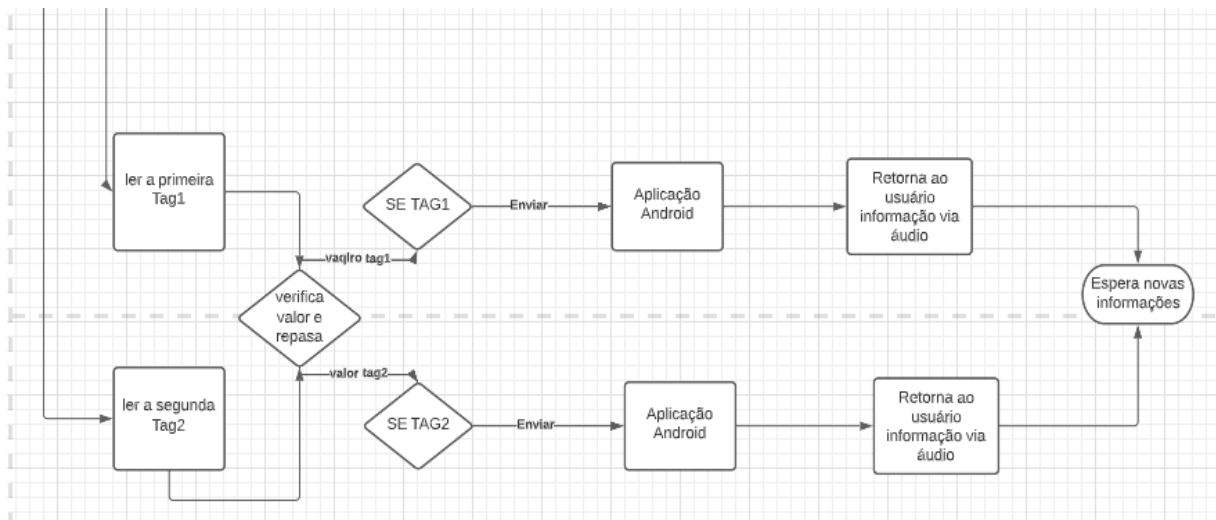 ler a primeira
Tag1
SE TAG1
Enviar
Aplicação
Android
Retorna ao
usuário
informação via
áudio
vaqlro tag1
verifica
valor e
repasa
Espera novas
informações
valor tag2
ler a segunda
Tag2
SE TAG2
Enviar
Aplicação
Android
Retorna ao
usuário
informação via
áudio